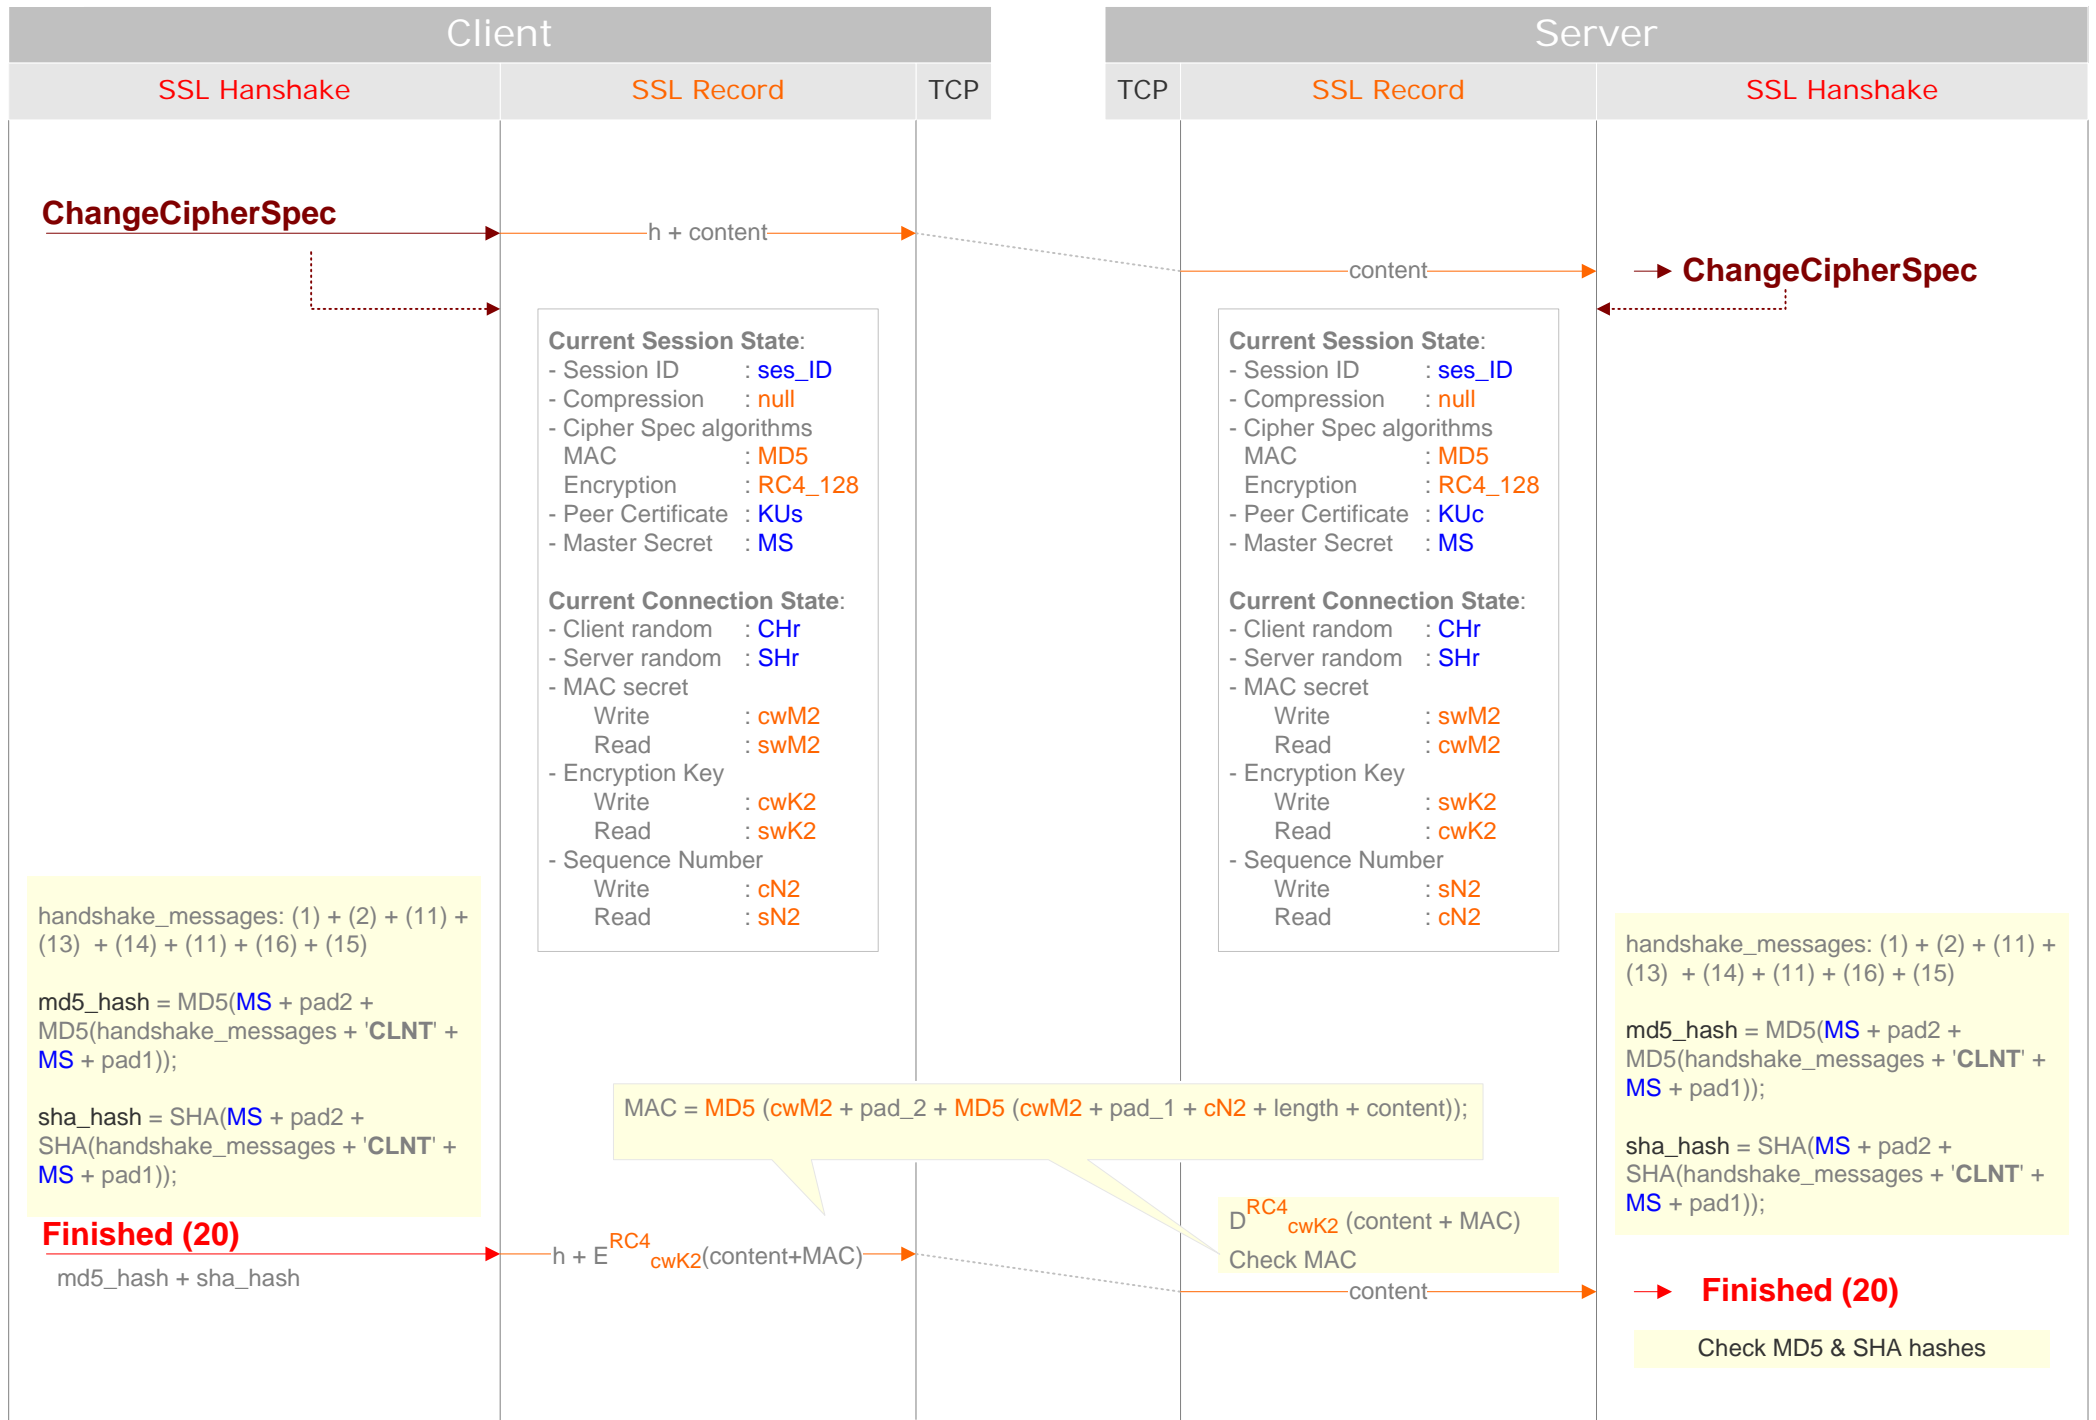 Client
Server
SSL Hanshake
SSL Record
TCP
TCP
SSL Record
SSL Hanshake
ChangeCipherSpec
h + content
content
ChangeCipherSpec
Current Session State:
- Session ID : ses_ID
- Compression : null
- Cipher Spec algorithms
MAC : MD5
Encryption : RC4_128
- Peer Certificate : KUs
- Master Secret : MS
Current Connection State:
- Client random : CHr
- Server random : SHr
- MAC secret
Write : cwM2
Read : swM2
- Encryption Key
Write : cwK2
Read : swK2
- Sequence Number
Write : cN2
Read : sN2
Current Session State:
- Session ID : ses_ID
- Compression : null
- Cipher Spec algorithms
MAC : MD5
Encryption : RC4_128
- Peer Certificate : KUc
- Master Secret : MS
Current Connection State:
- Client random : CHr
- Server random : SHr
- MAC secret
Write : swM2
Read : cwM2
- Encryption Key
Write : swK2
Read : cwK2
- Sequence Number
Write : sN2
Read : cN2
handshake_messages: (1) + (2) + (11) +
(13) + (14) + (11) + (16) + (15)
md5_hash = MD5(MS + pad2 +
MD5(handshake_messages + 'CLNT' +
MS + pad1));
sha_hash = SHA(MS + pad2 +
SHA(handshake_messages + 'CLNT' +
MS + pad1));
handshake_messages: (1) + (2) + (11) +
(13) + (14) + (11) + (16) + (15)
md5_hash = MD5(MS + pad2 +
MD5(handshake_messages + 'CLNT' +
MS + pad1));
sha_hash = SHA(MS + pad2 +
SHA(handshake_messages + 'CLNT' +
MS + pad1));
MAC = MD5 (cwM2 + pad_2 + MD5 (cwM2 + pad_1 + cN2 + length + content));
Finished (20)
md5_hash + sha_hash
h + E RC4 cwK2(content+MAC)
D RC4 cwK2 (content + MAC)
Check MAC
content
Finished (20)
Check MD5 & SHA hashes